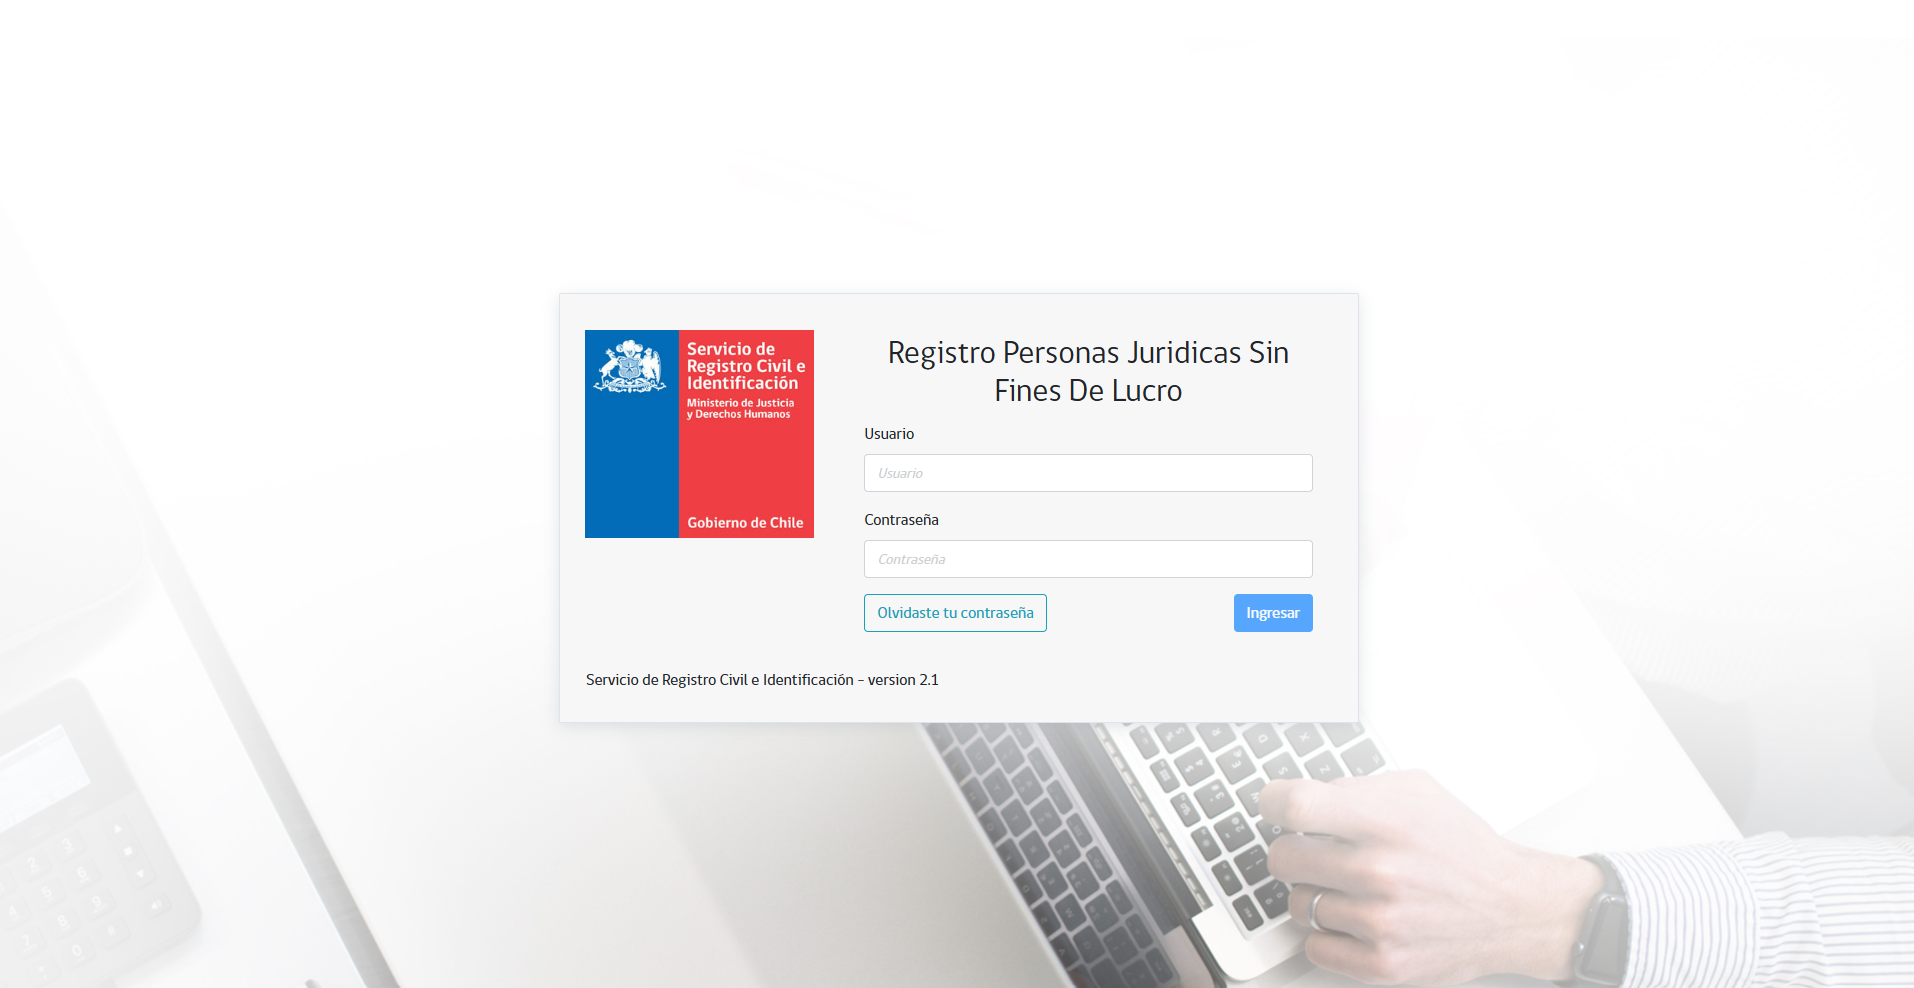 Servicio de
Registro Civil e
Identificación
Ministerio de Justicia
y Derechos Humanos
Gobierno de Chile
Registro Personas Juridicas Sin
Fines De Lucro
Usuario
Usuario
Contraseña
Contraseña
Olvidaste tu contraseña
Ingresar
Servicio de Registro Civil e Identificación - version 2.1